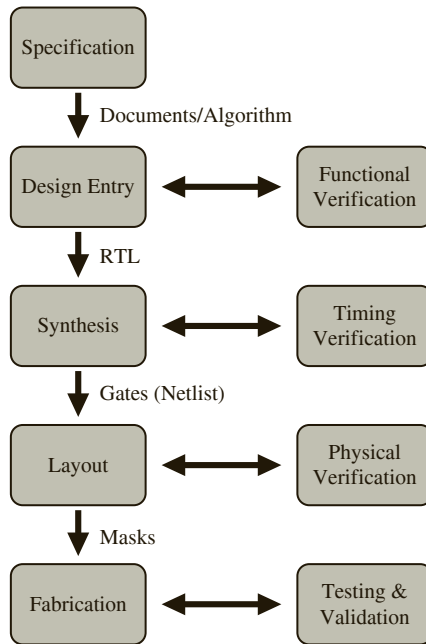 Specification
Documents/Algorithm
Design Entry
Functional
Verification
RTL
Synthesis
Timing
Verification
Gates (Netlist)
Layout
Physical
Verification
Masks
Fabrication
Testing &
Validation